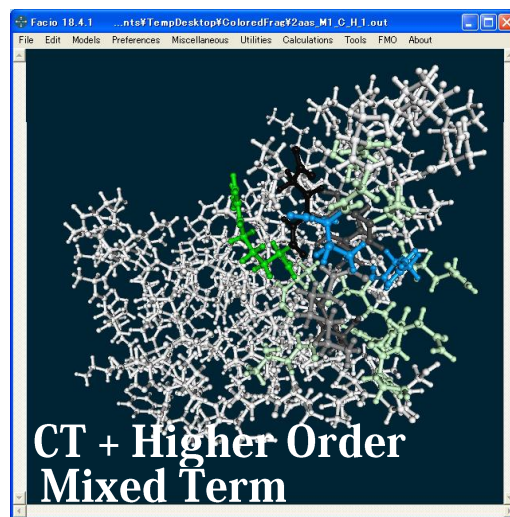 Facio 18.4.1 ...nts¥TempDesktop¥ColoredFrag¥2aas_M1_C_H_1.out
File Edit Models Preferences Miscellaneous Utilities Calculations Tools FMO About
CT + Higher Order
Mixed Term